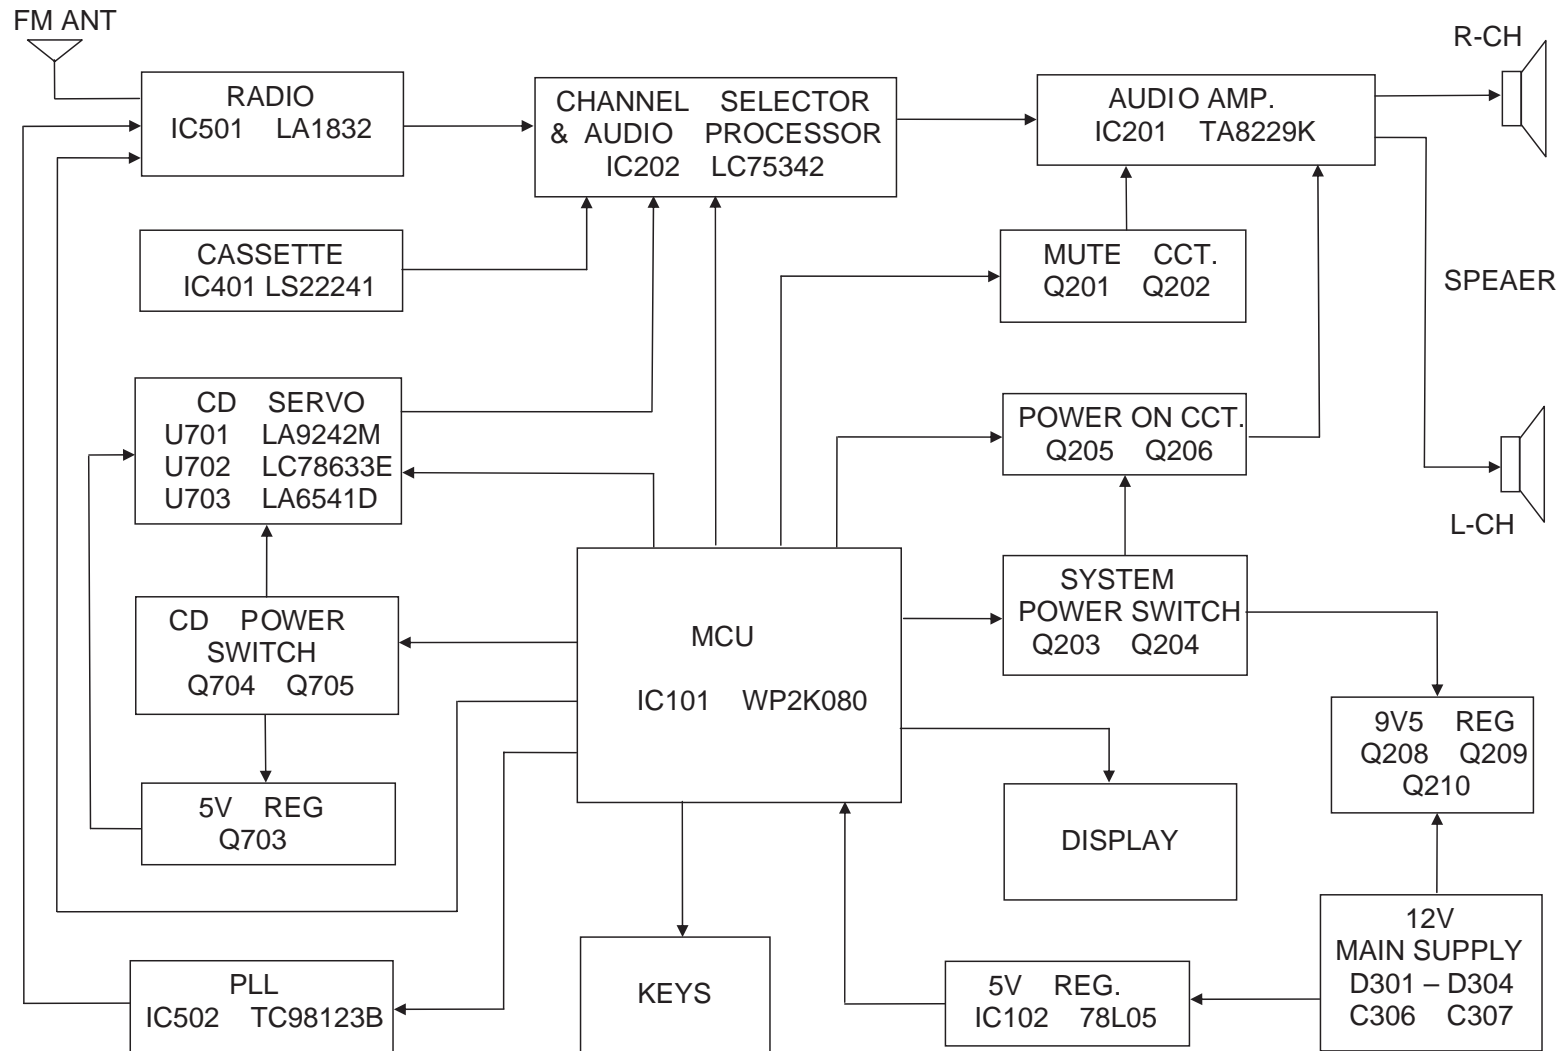 FM ANT
RADIO
IC501 LA1832
CHANNEL SELECTOR
& AUDIO PROCESSOR
IC202 LC75342
AUDIO AMP.
IC201 TA8229K
R-CH
CASSETTE
IC401 LS22241
MUTE CCT.
Q201 Q202
SPEAER
CD SERVO
U701 LA9242M
U702 LC78633E
U703 LA6541D
POWER ON CCT.
Q205 Q206
L-CH
CD POWER
SWITCH
Q704 Q705
MCU
IC101 WP2K080
SYSTEM
POWER SWITCH
Q203 Q204
9V5 REG
Q208 Q209
Q210
5V REG
Q703
DISPLAY
PLL
IC502 TC98123B
KEYS
5V REG.
IC102 78L05
12V
MAIN SUPPLY
D301 – D304
C306 C307